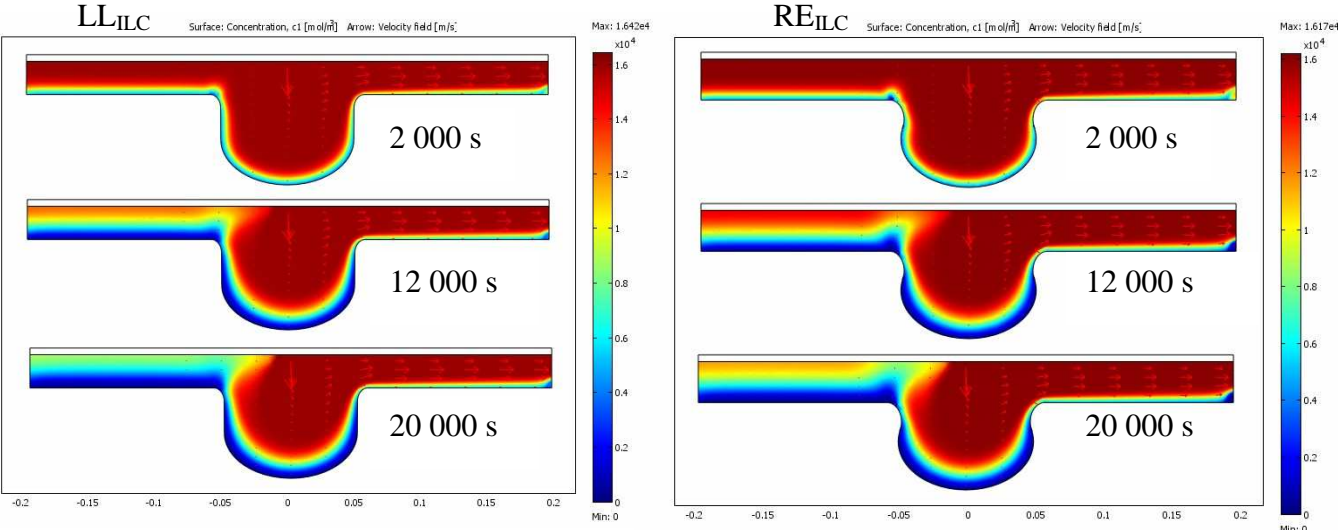 LL_ILC
Surface: Concentration, c1 [mol/m³] Arrow: Velocity field [m/s]
Max: 1.642e4
x10⁴
1.6
2 000 s
1.4
1.2
12 000 s
1
0.8
0.6
20 000 s
0.4
0.2
0
-0.2 -0.15 -0.1 -0.05 0 0.05 0.1 0.15 0.2
Min: 0
RE_ILC
Surface: Concentration, c1 [mol/m³] Arrow: Velocity field [m/s]
Max: 1.617e4
x10⁴
1.6
2 000 s
1.4
1.2
12 000 s
1
0.8
0.6
20 000 s
0.4
0.2
0
-0.2 -0.15 -0.1 -0.05 0 0.05 0.1 0.15 0.2
Min: 0